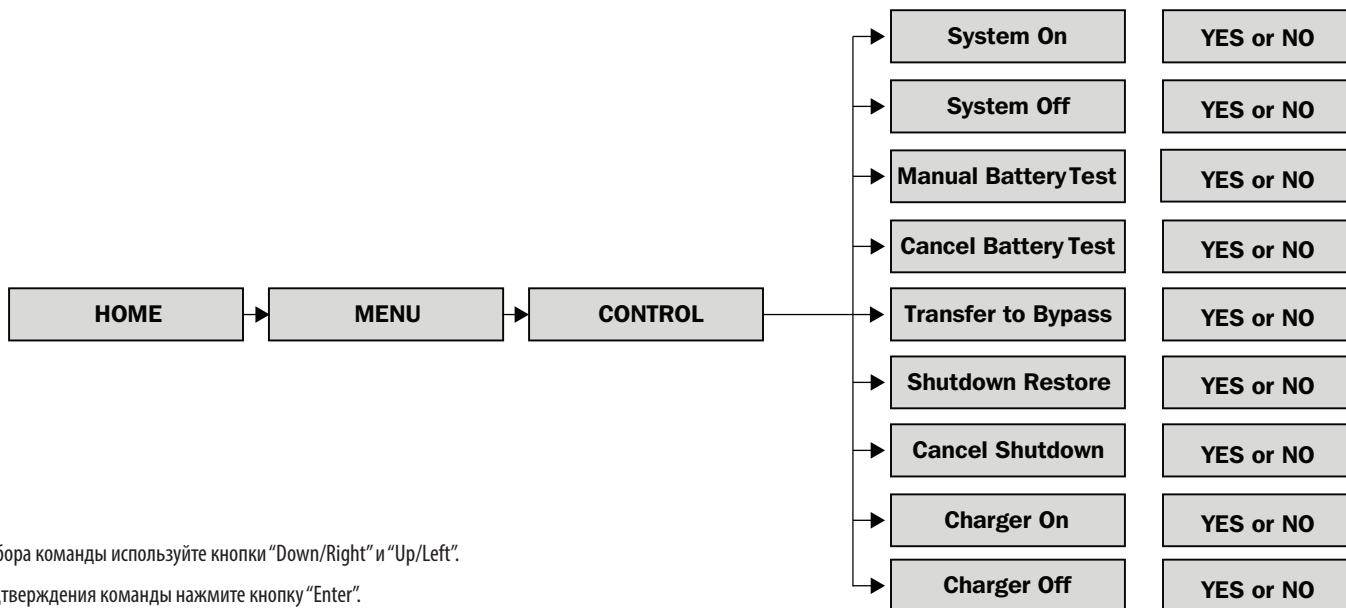 System On YES or NO
System Off YES or NO
Manual Battery Test YES or NO
Cancel Battery Test YES or NO
HOME MENU CONTROL Transfer to Bypass YES or NO
Shutdown Restore YES or NO
Cancel Shutdown YES or NO
Charger On YES or NO
команды используйте кнопки “Down/Right” и “Up/Left”.
Charger Off YES or NO
команды нажмите кнопку “Enter”.